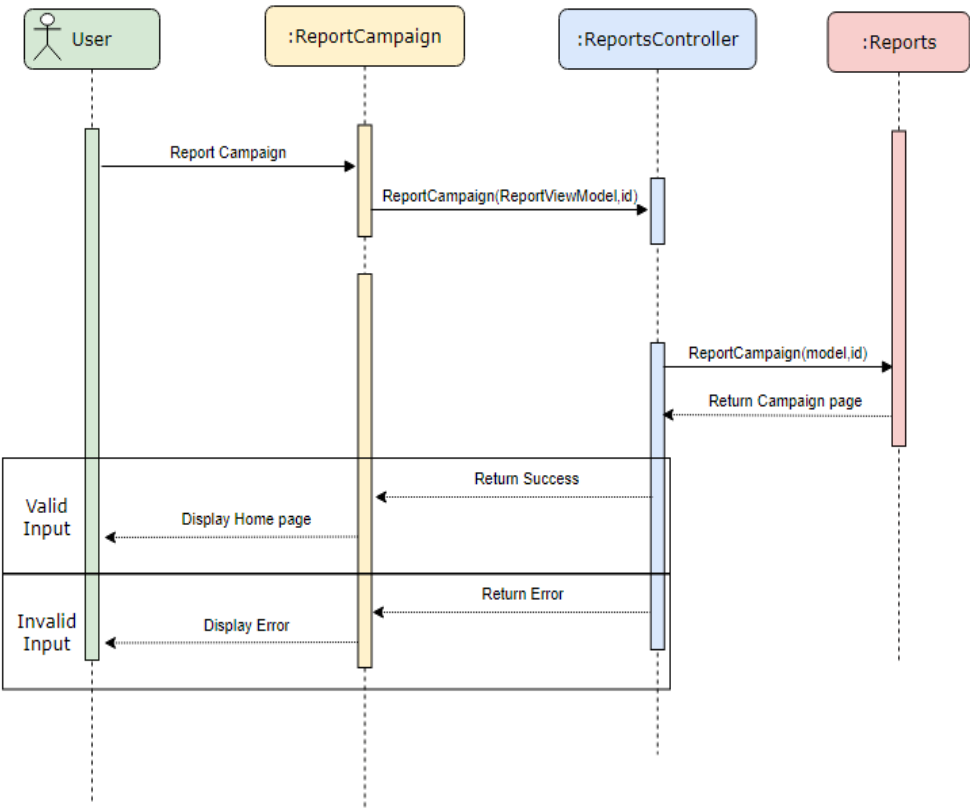 User
:ReportCampaign
:ReportsController
:Reports
Report Campaign
ReportCampaign(ReportViewModel,id)
ReportCampaign(model,id)
Return Campaign page
Return Success
Valid
Input
Display Home page
Return Error
Invalid
Input
Display Error